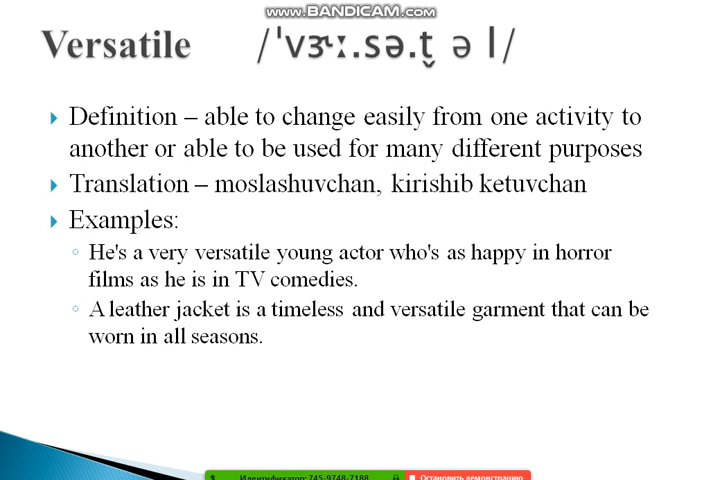 www.BANDICAM.com
Versatile /ˈvɝː.sə.t̬ ə l/
Definition – able to change easily from one activity to
another or able to be used for many different purposes
Translation – moslashuvchan, kirishib ketuvchan
Examples:
He's a very versatile young actor who's as happy in horror
films as he is in TV comedies.
A leather jacket is a timeless and versatile garment that can be
worn in all seasons.
Идентификатор: 745-9748-7188 Остановить демонстрацию